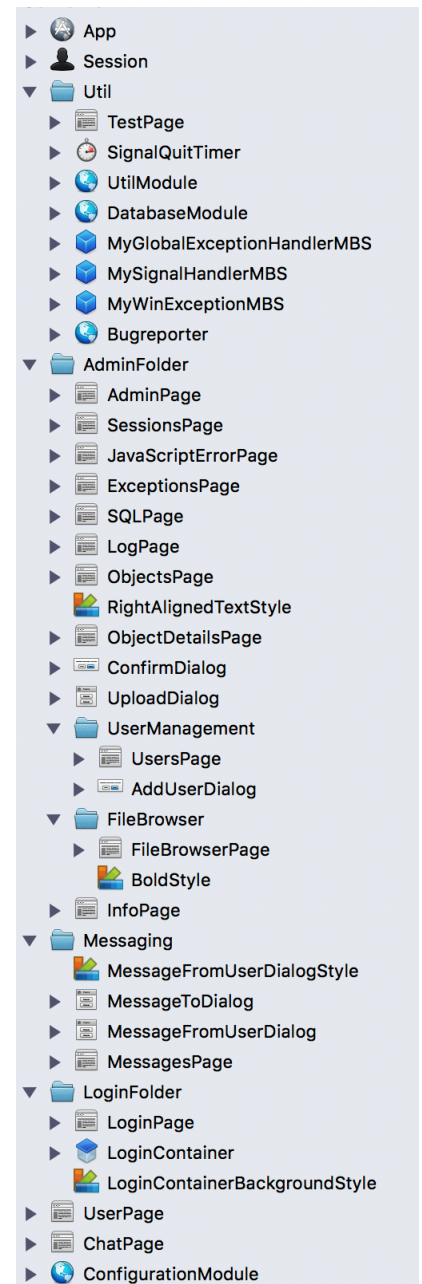 App
Session
Util
TestPage
SignalQuitTimer
UtilModule
DatabaseModule
MyGlobalExceptionHandlerMBS
MySignalHandlerMBS
MyWinExceptionMBS
Bugreporter
AdminFolder
AdminPage
SessionsPage
JavaScriptErrorPage
ExceptionsPage
SQLPage
LogPage
ObjectsPage
RightAlignedTextStyle
ObjectDetailsPage
ConfirmDialog
UploadDialog
UserManagement
UsersPage
AddUserDialog
FileBrowser
FileBrowserPage
BoldStyle
InfoPage
Messaging
MessageFromUserDialogStyle
MessageToDialog
MessageFromUserDialog
MessagesPage
LoginFolder
LoginPage
LoginContainer
LoginContainerBackgroundStyle
UserPage
ChatPage
ConfigurationModule